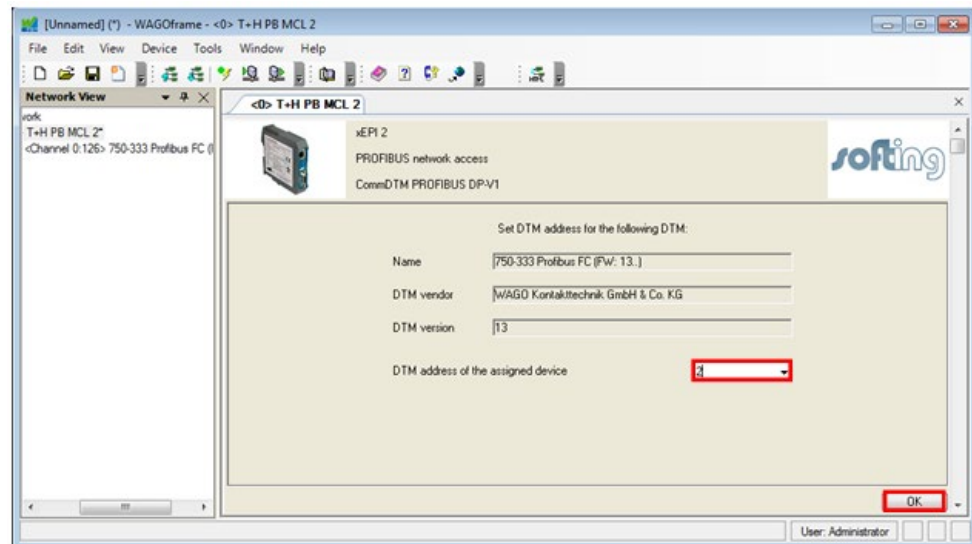 [Unnamed] (*) - WAGOframe - <0> T+H PB MCL 2
File Edit View Device Tools Window Help
Network View
<0> T+H PB MCL 2
work
T+H PB MCL 2*
<Channel 0:126> 750-333 Profibus FC (
xEPI 2
PROFIBUS network access
CommDTM PROFIBUS DP-V1
softing
Set DTM address for the following DTM:
Name 750-333 Profibus FC (FW: 13..)
DTM vendor WAGO Kontakttechnik GmbH & Co. KG
DTM version 13
DTM address of the assigned device 2
OK
User: Administrator